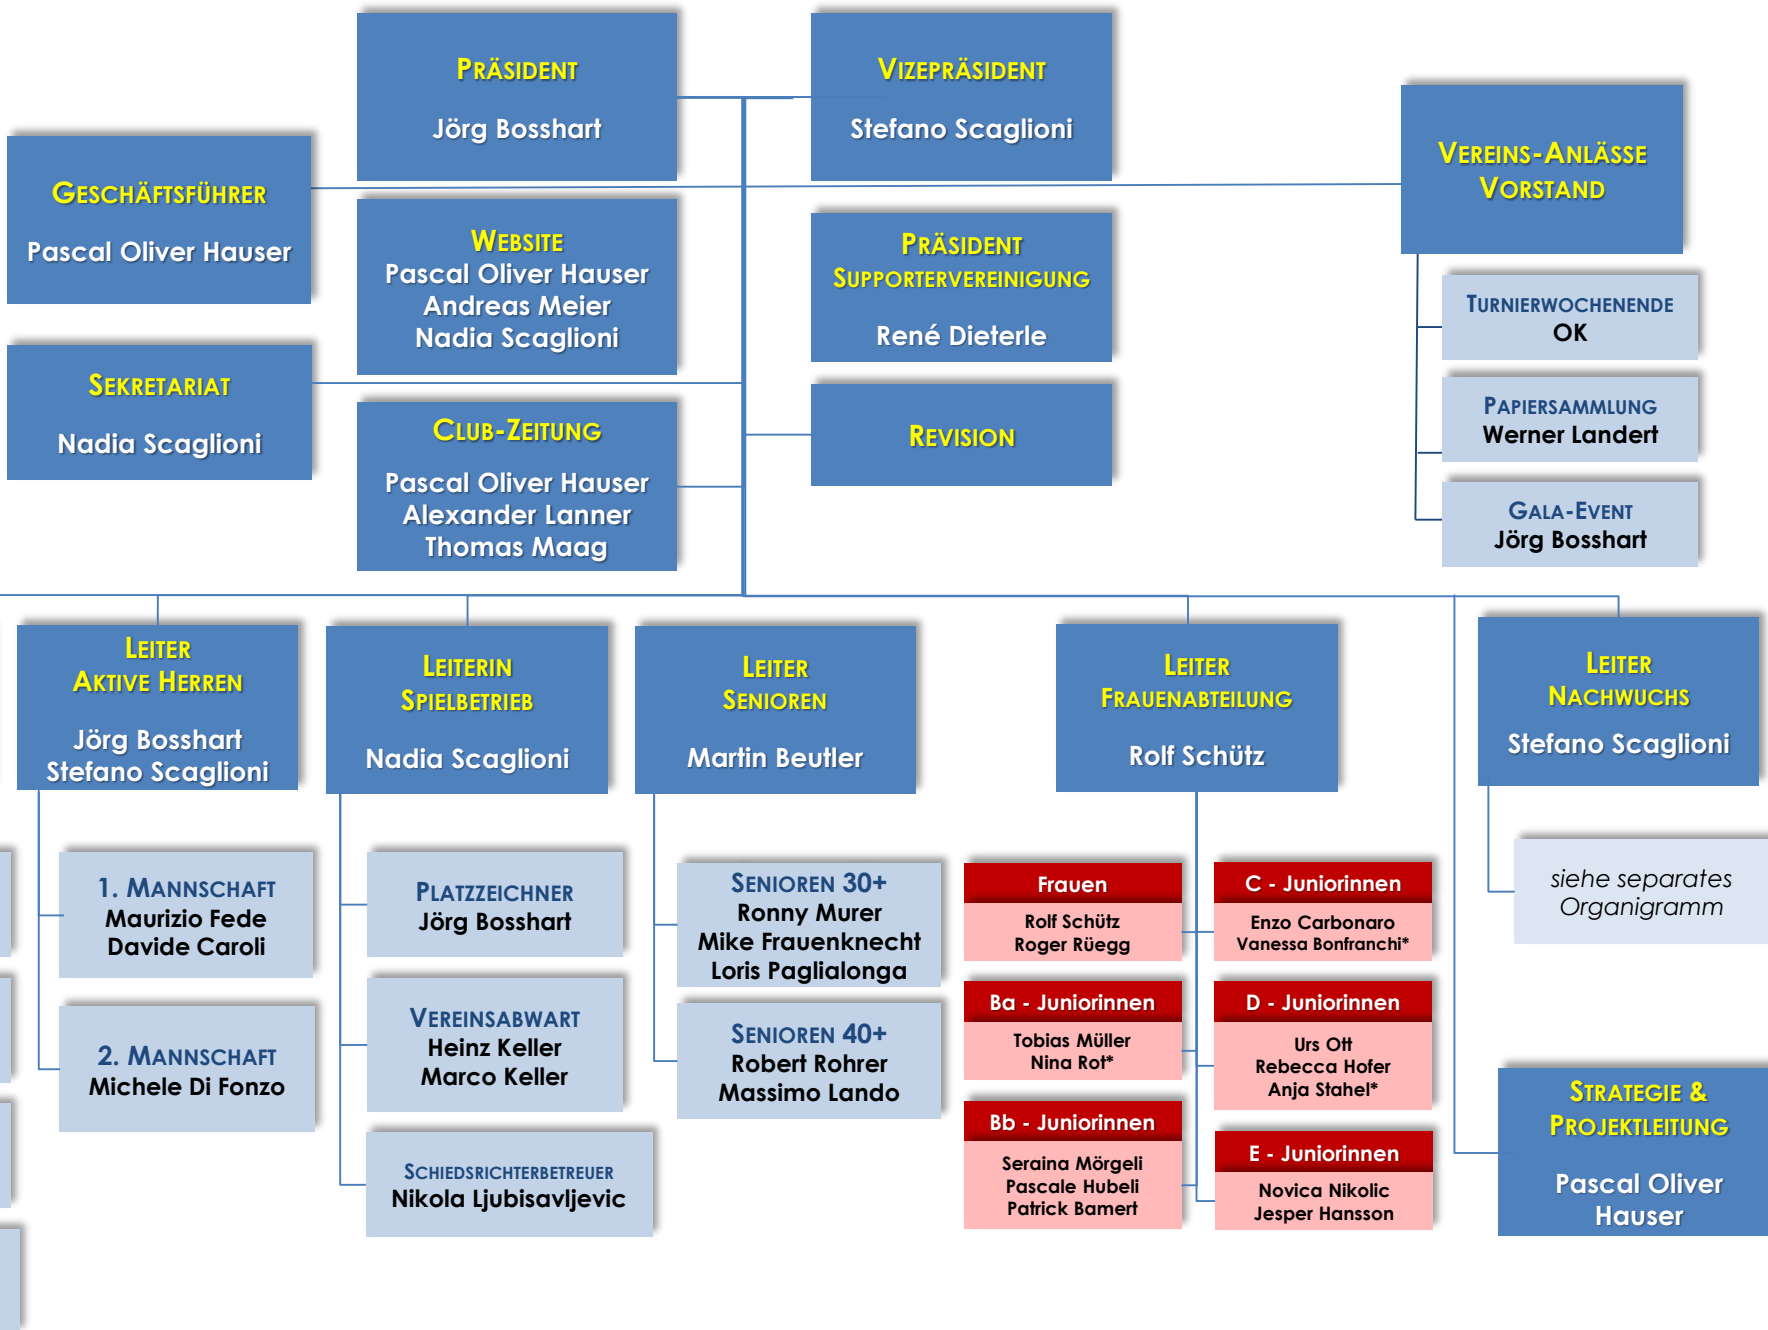 PRÄSIDENT
Jörg Bosshart
VIZEPRÄSIDENT
Stefano Scaglioni
VEREINS-ANLÄSSE
VORSTAND
GESCHÄFTSFÜHRER
Pascal Oliver Hauser
WEBSITE
Pascal Oliver Hauser
Andreas Meier
Nadia Scaglioni
PRÄSIDENT
SUPPORTERVEREINIGUNG
René Dieterle
TURNIERWOCHENENDE
OK
SEKRETARIAT
Nadia Scaglioni
CLUB-ZEITUNG
Pascal Oliver Hauser
Alexander Lanner
Thomas Maag
REVISION
PAPIERSAMMLUNG
Werner Landert
GALA-EVENT
Jörg Bosshart
LEITER
AKTIVE HERREN
Jörg Bosshart
Stefano Scaglioni
1. MANNSCHAFT
Maurizio Fede
Davide Caroli
2. MANNSCHAFT
Michele Di Fonzo
LEITERIN
SPIELBETRIEB
Nadia Scaglioni
PLATZZEICHNER
Jörg Bosshart
VEREINSABWART
Heinz Keller
Marco Keller
SCHIEDSRICHTERBETREUER
Nikola Ljubisavljevic
LEITER
SENIOREN
Martin Beutler
SENIOREN 30+
Ronny Murer
Mike Frauenknecht
Loris Paglialonga
SENIOREN 40+
Robert Rohrer
Massimo Lando
LEITER
FRAUENABTEILUNG
Rolf Schütz
Frauen
Rolf Schütz
Roger Rüegg
Ba - Juniorinnen
Tobias Müller
Nina Rot*
Bb - Juniorinnen
Seraina Mörgeli
Pascale Hubeli
Patrick Bamert
C - Juniorinnen
Enzo Carbonaro
Vanessa Bonfranchi*
D - Juniorinnen
Urs Ott
Rebecca Hofer
Anja Stahel*
E - Juniorinnen
Novica Nikolic
Jesper Hansson
LEITER
NACHWUCHS
Stefano Scaglioni
siehe separates
Organigramm
STRATEGIE &
PROJEKTLEITUNG
Pascal Oliver
Hauser